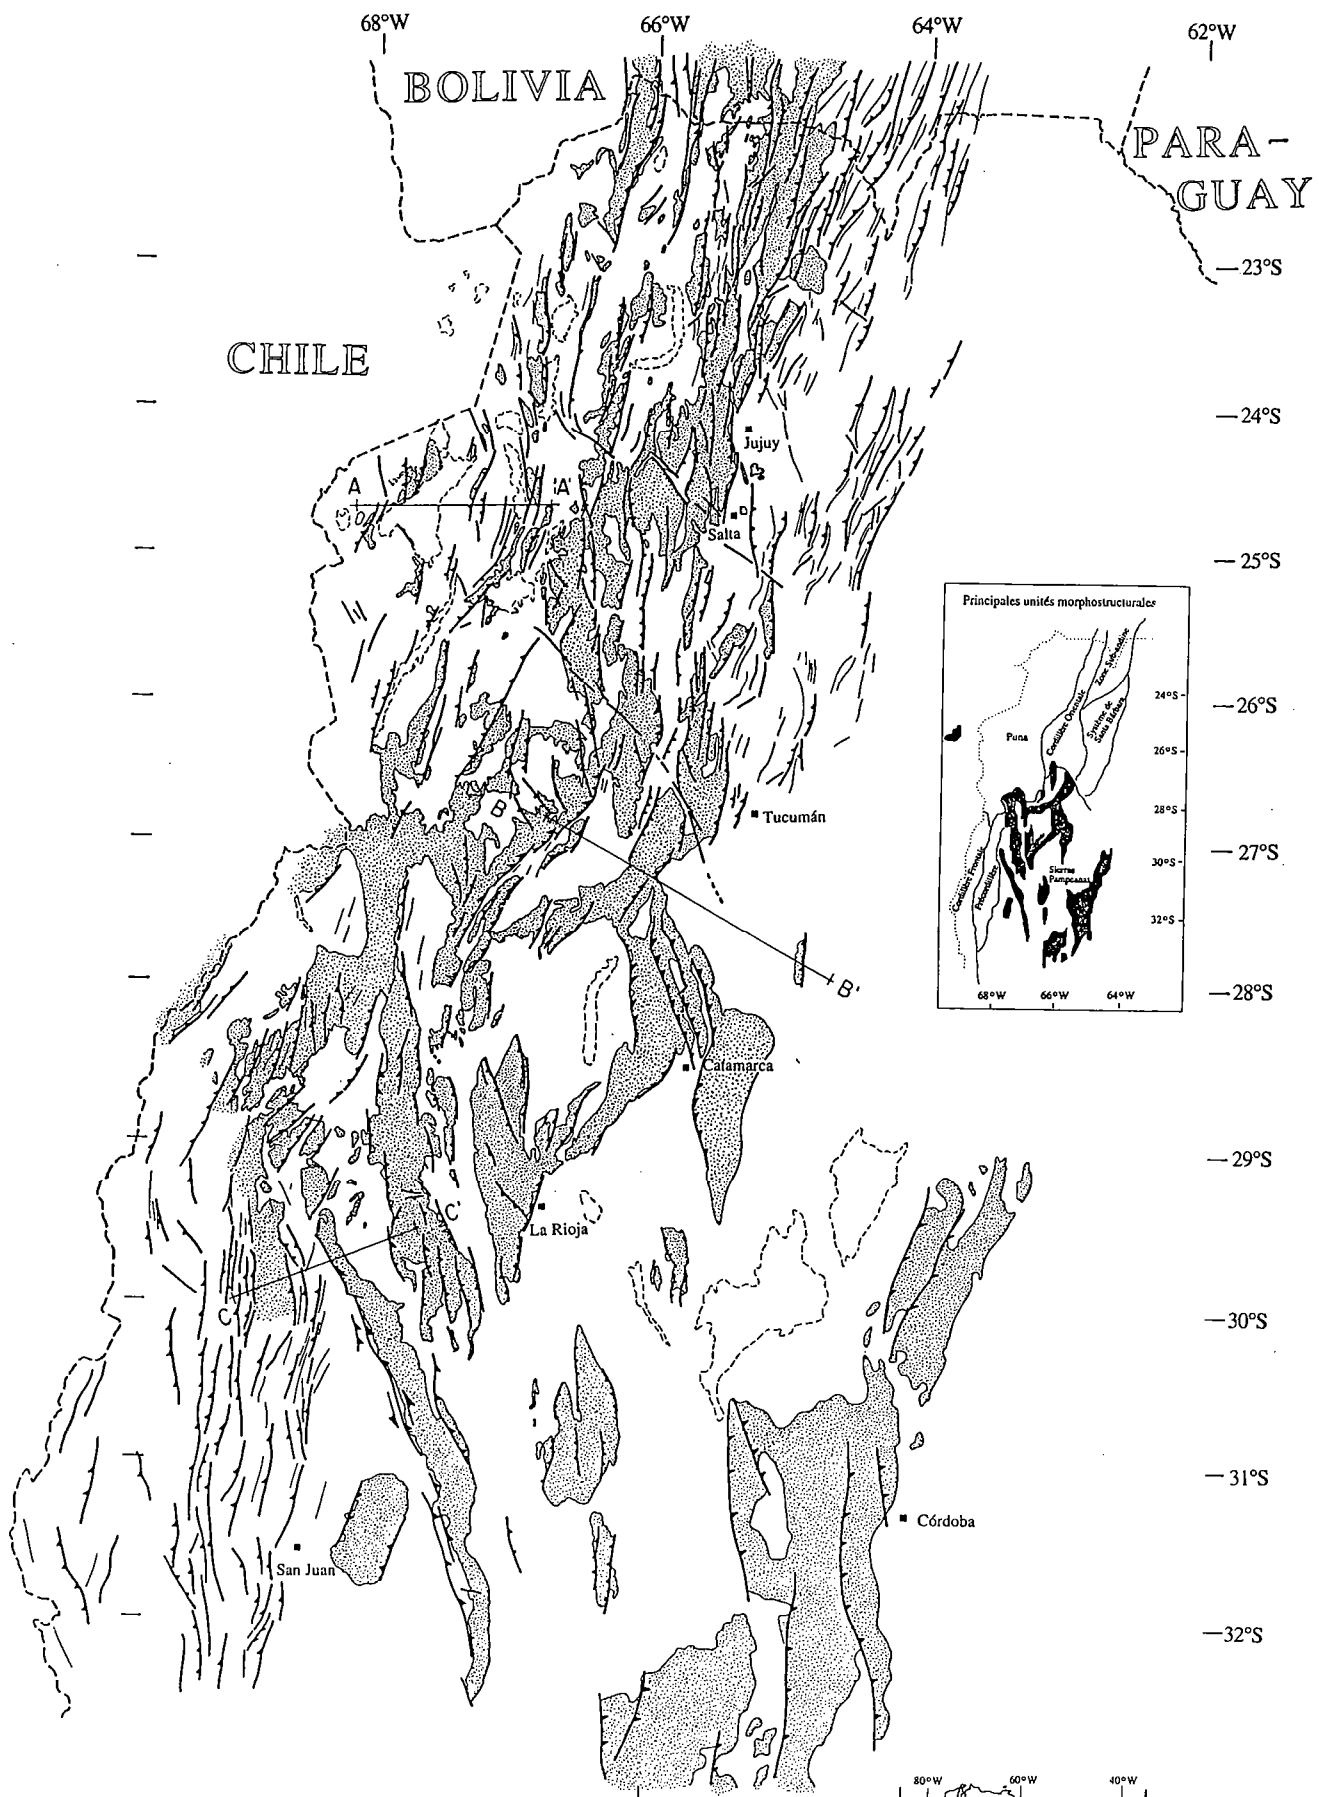 68°W 66°W 64°W 62°W
BOLIVIA
PARA-
GUAY
23°S
CHILE
24°S
Jujuy
A A'
Salta
25°S
Principales unités morphostructurales
Zone Subandine
24°S
26°S
Cordillère Orientale
Système de
Santa Bárbara
Puna
26°S
B
Tucumán
28°S
27°S
30°S
Cordillère Frontale
Précordillère
Sierras
Pampeanas
32°S
B'
28°S
68°W 66°W 64°W
Catamarca
29°S
C'
La Rioja
C
30°S
31°S
Córdoba
San Juan
32°S
80°W 60°W 40°W